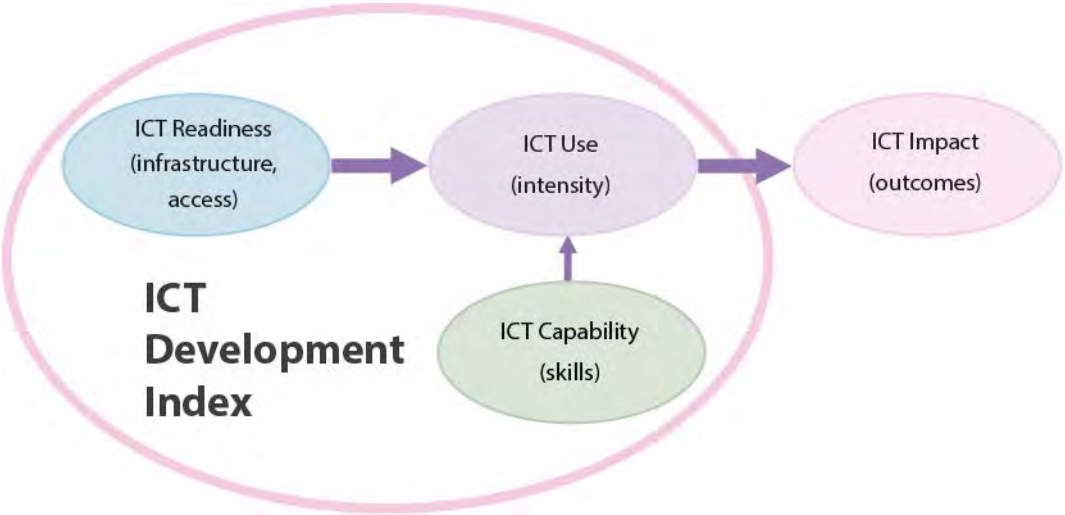 ICT Readiness
(infrastructure,
access)
ICT Use
(intensity)
ICT Impact
(outcomes)
ICT
Development
Index
ICT Capability
(skills)